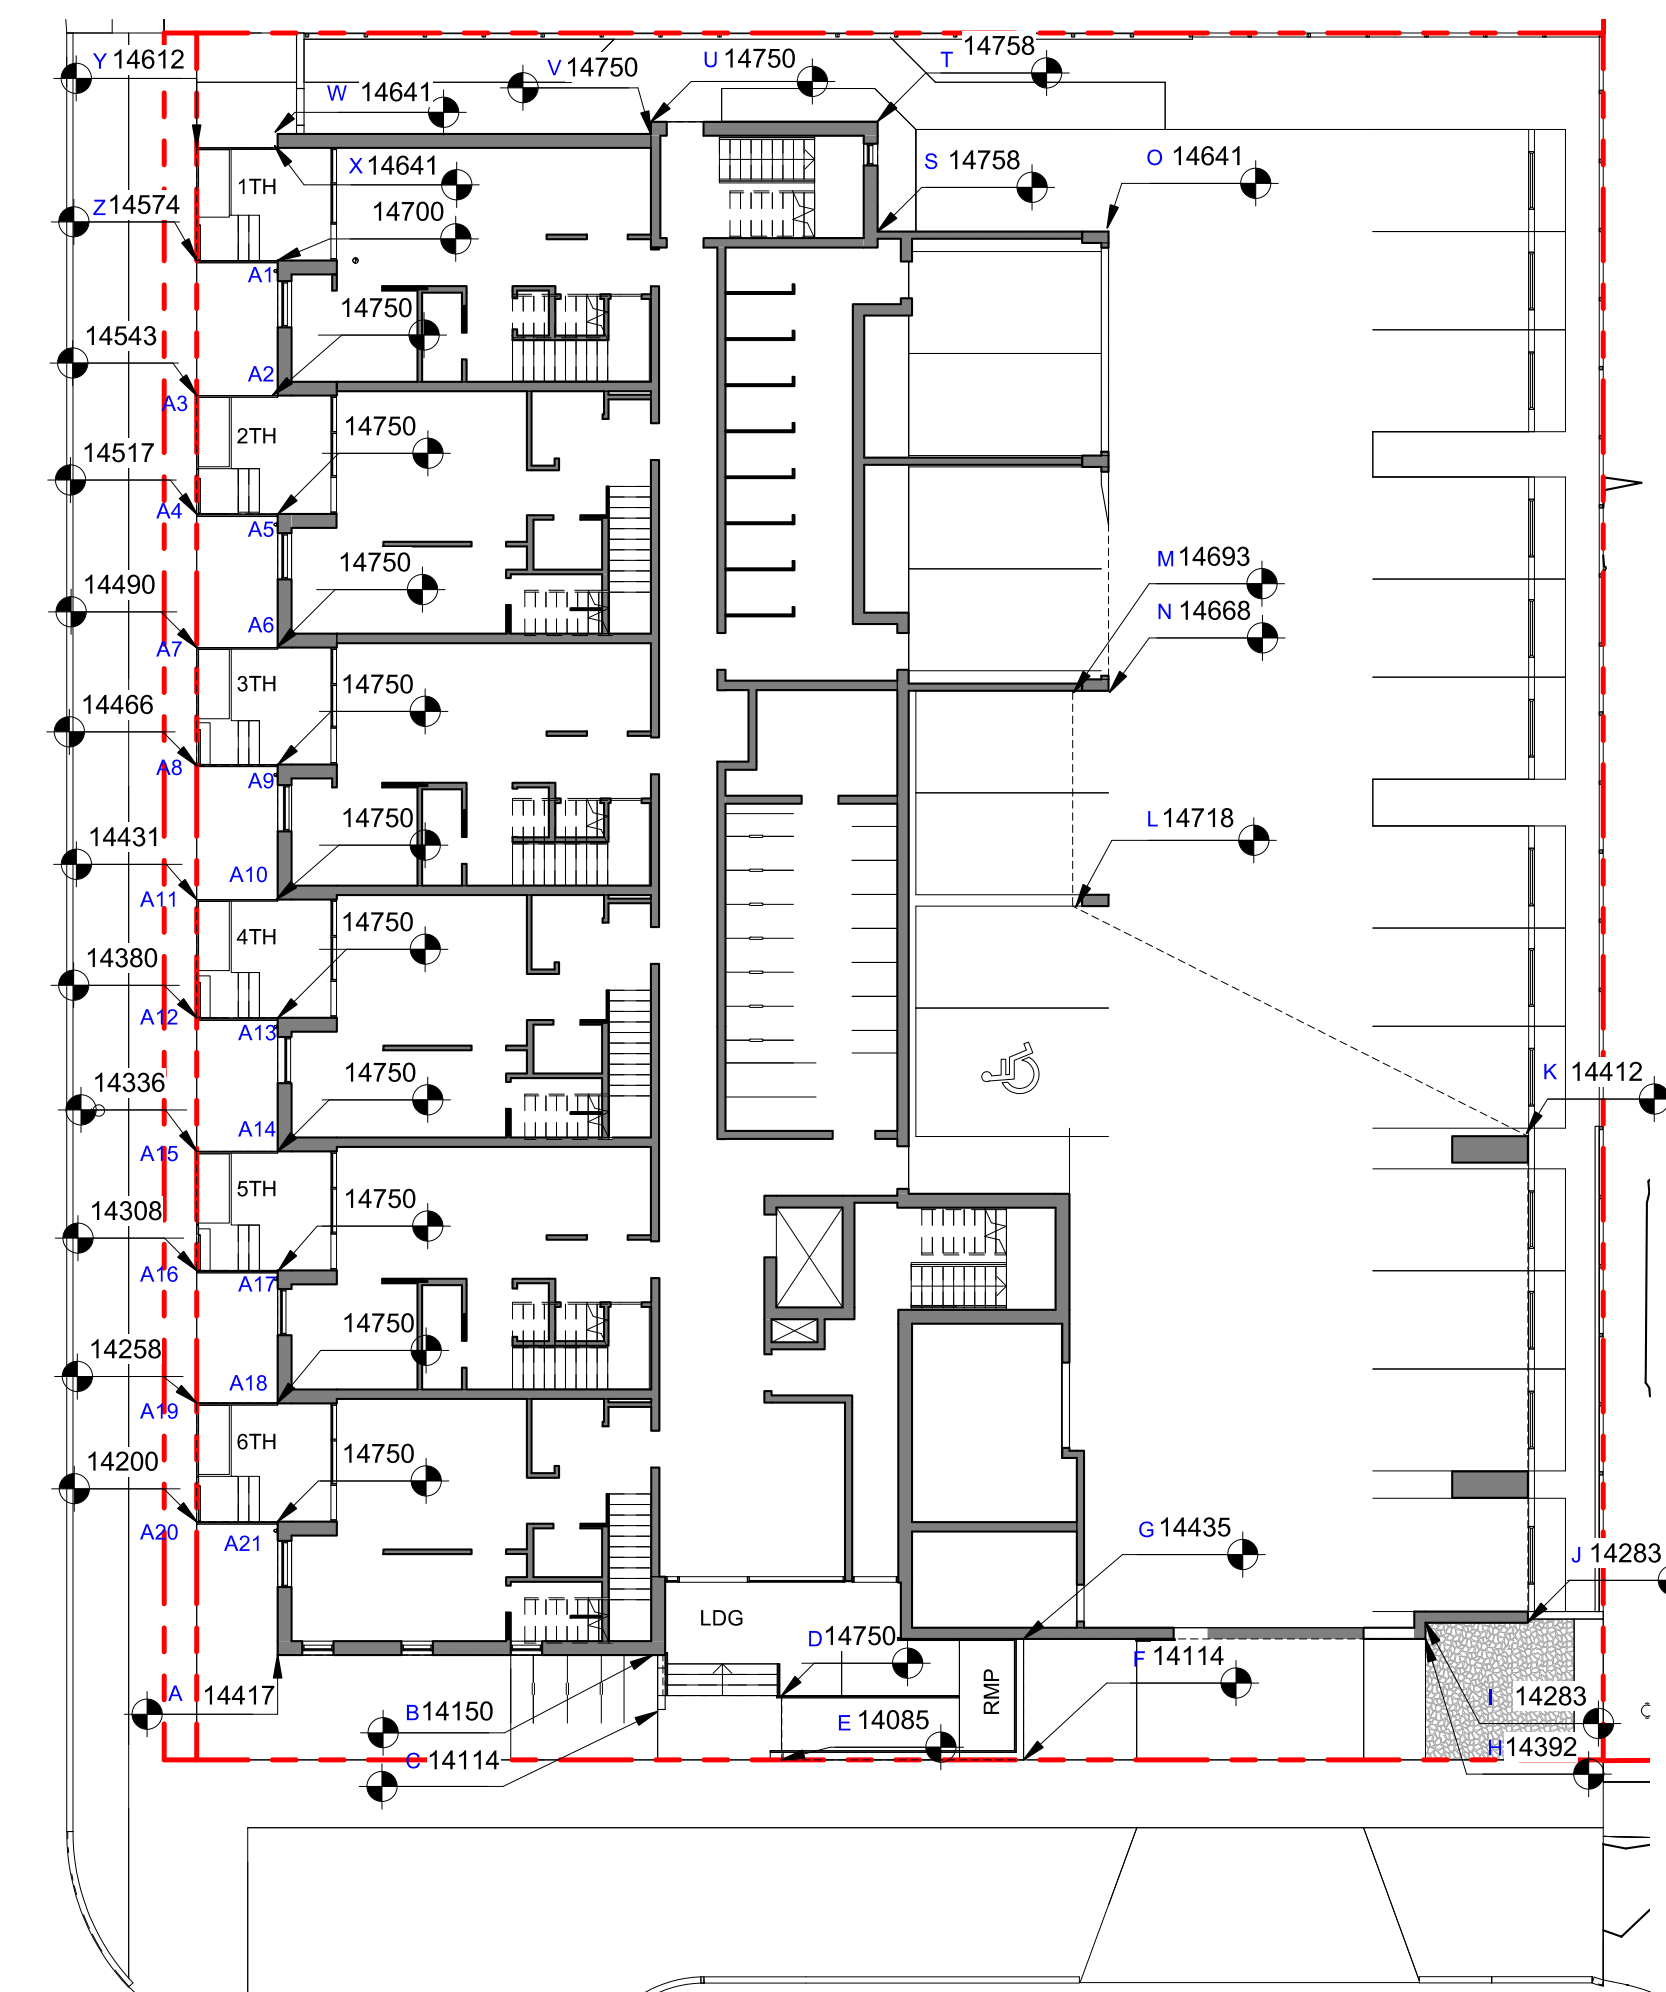 Y 14612
V 14750
U 14750
T 14758
W 14641
X 14641
S 14758
O 14641
1TH
Z 14574
14700
A1
14750
14543
A2
A3
2TH
14750
14517
A4
A5
14750
M 14693
14490
N 14668
A6
A7
3TH
14750
14466
A8
A9
14750
L 14718
14431
A10
A11
4TH
14750
14380
A12
A13
14750
K 14412
14336
A14
A15
5TH
14750
14308
A16
A17
14750
14258
A18
A19
6TH
14750
14200
A20
A21
G 14435
J 14283
LDG
D 14750
F 14114
RMP
A 14417
I 14283
B 14150
E 14085
H 14392
C 14114